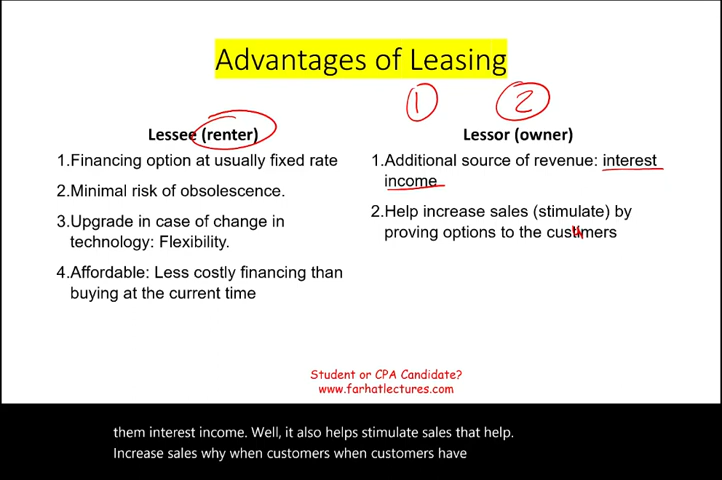 Advantages of Leasing
1
2
Lessee (renter)
1.Financing option at usually fixed rate
2.Minimal risk of obsolescence.
3.Upgrade in case of change in
technology: Flexibility.
4.Affordable: Less costly financing than
buying at the current time
Lessor (owner)
1.Additional source of revenue: interest
income
2.Help increase sales (stimulate) by
proving options to the customers
Student or CPA Candidate?
www.farhatlectures.com
them interest income. Well, it also helps stimulate sales that help.
Increase sales why when customers when customers have